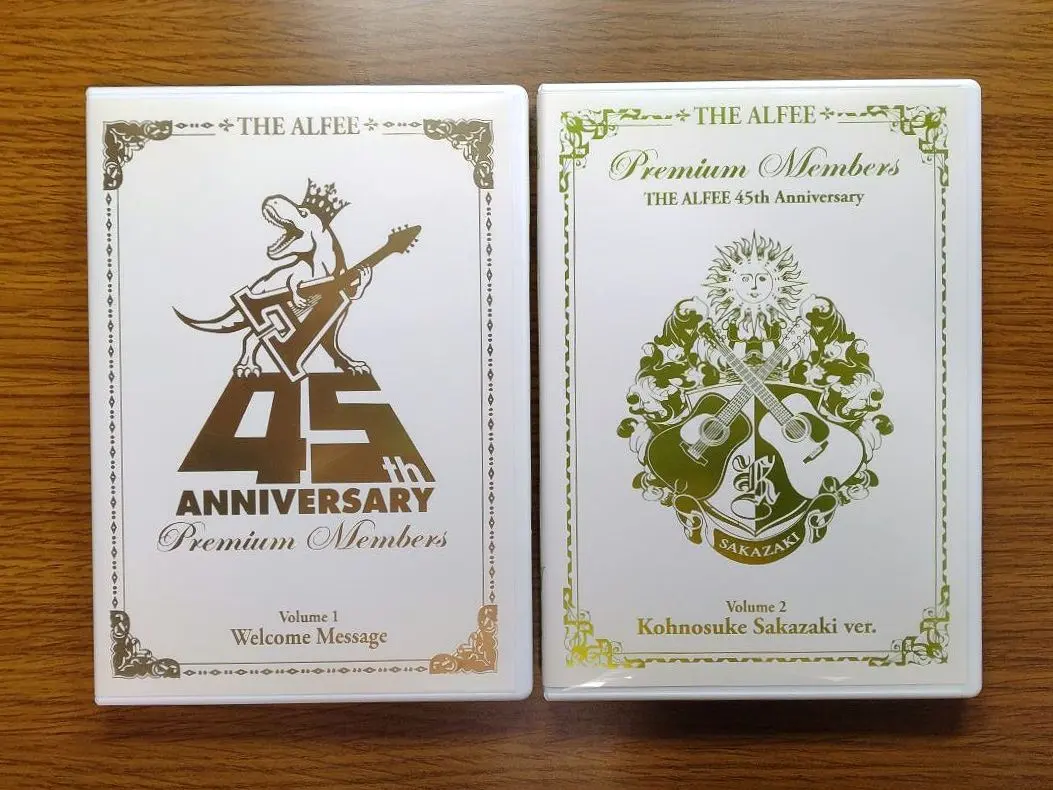 THE ALFEE
45th
ANNIVERSARY
Premium Members
Volume 1
Welcome Message
THE ALFEE
Premium Members
THE ALFEE 45th Anniversary
K
SAKAZAKI
Volume 2
Kohnosuke Sakazaki ver.